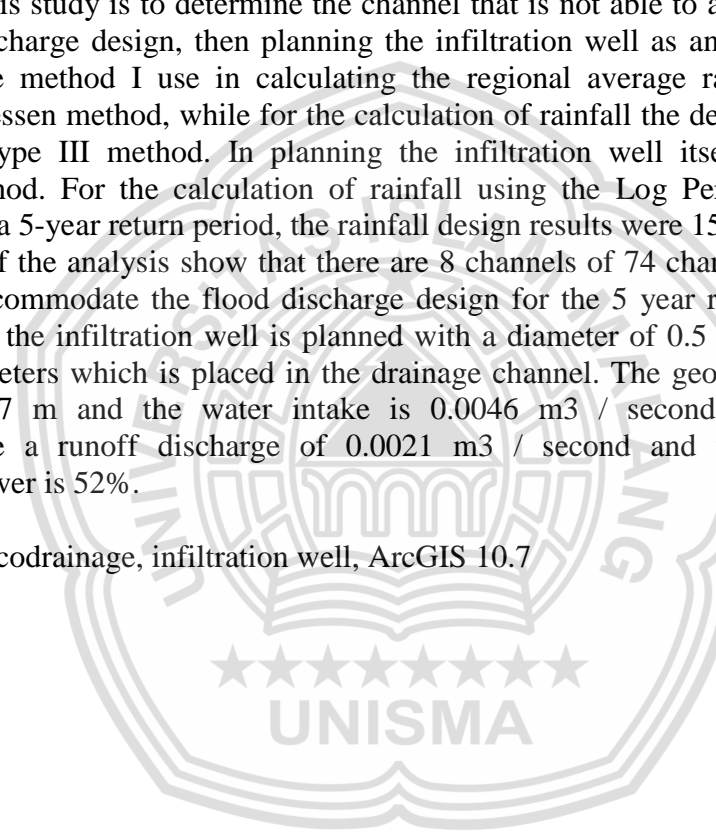 is study is to determine the channel that is not able to a
charge design, then planning the infiltration well as an
e method I use in calculating the regional average ra
essen method, while for the calculation of rainfall the de
ype III method. In planning the infiltration well itse
nod. For the calculation of rainfall using the Log Per
a 5-year return period, the rainfall design results were 15
f the analysis show that there are 8 channels of 74 chan
commodate the flood discharge design for the 5 year r
the infiltration well is planned with a diameter of 0.5
eters which is placed in the drainage channel. The geo
7 m and the water intake is 0.0046 m3 / second
e a runoff discharge of 0.0021 m3 / second and
wer is 52%.
codrainage, infiltration well, ArcGIS 10.7
UNIVERSITAS ISLAM MALANG
UNISMA